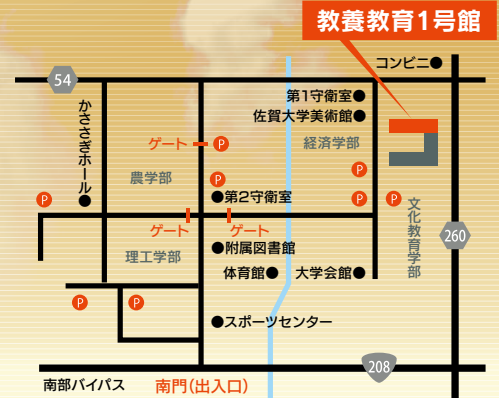 教養教育1号館
コンビニ
54
第1守衛室
佐賀大学美術館
かささぎホール
ゲート
P
経済学部
農学部
P
P
P
P
P
第2守衛室
文化教育学部
ゲート
ゲート
260
附属図書館
理工学部
体育館
大学会館
P
P
スポーツセンター
208
南部バイパス
南門(出入口)